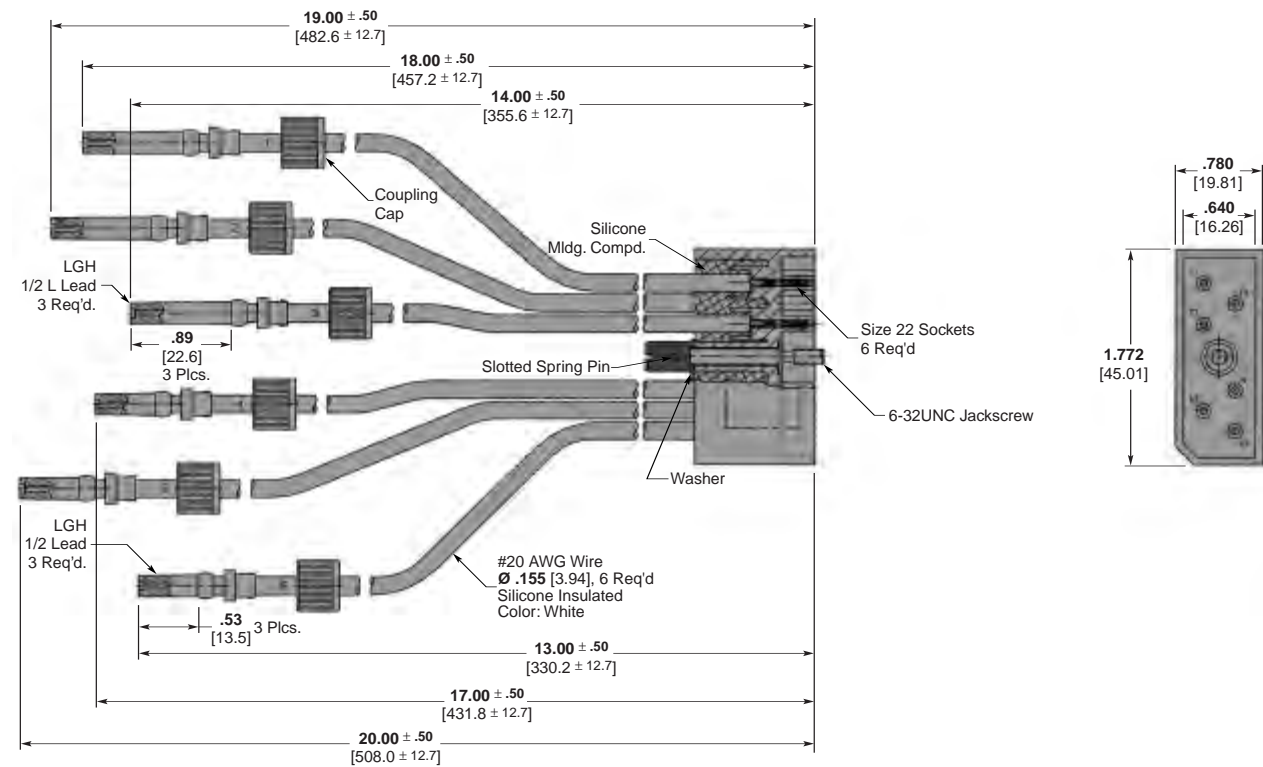 19.00 ± .50
[482.6 ± 12.7]
18.00 ± .50
[457.2 ± 12.7]
14.00 ± .50
[355.6 ± 12.7]
Coupling
Cap
Silicone
Mldg. Compd.
LGH
1/2 L Lead
3 Req'd.
.89
[22.6]
3 Plcs.
Slotted Spring Pin
Size 22 Sockets
6 Req'd
6-32UNC Jackscrew
Washer
LGH
1/2 Lead
3 Req'd.
#20 AWG Wire
Ø .155 [3.94], 6 Req'd
Silicone Insulated
Color: White
.53
[13.5]
3 Plcs.
13.00 ± .50
[330.2 ± 12.7]
17.00 ± .50
[431.8 ± 12.7]
20.00 ± .50
[508.0 ± 12.7]
.780
[19.81]
.640
[16.26]
1.772
[45.01]